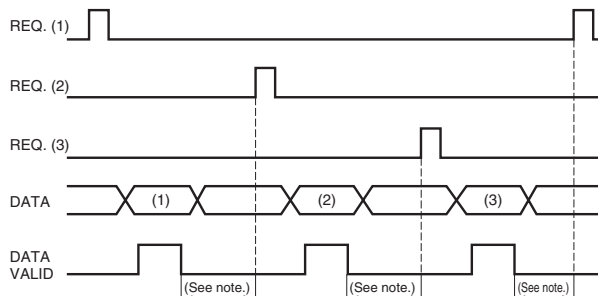 REQ. (1)
REQ. (2)
REQ. (3)
DATA
(1)
(2)
(3)
DATA
VALID
(See note.)
(See note.)
(See note.)